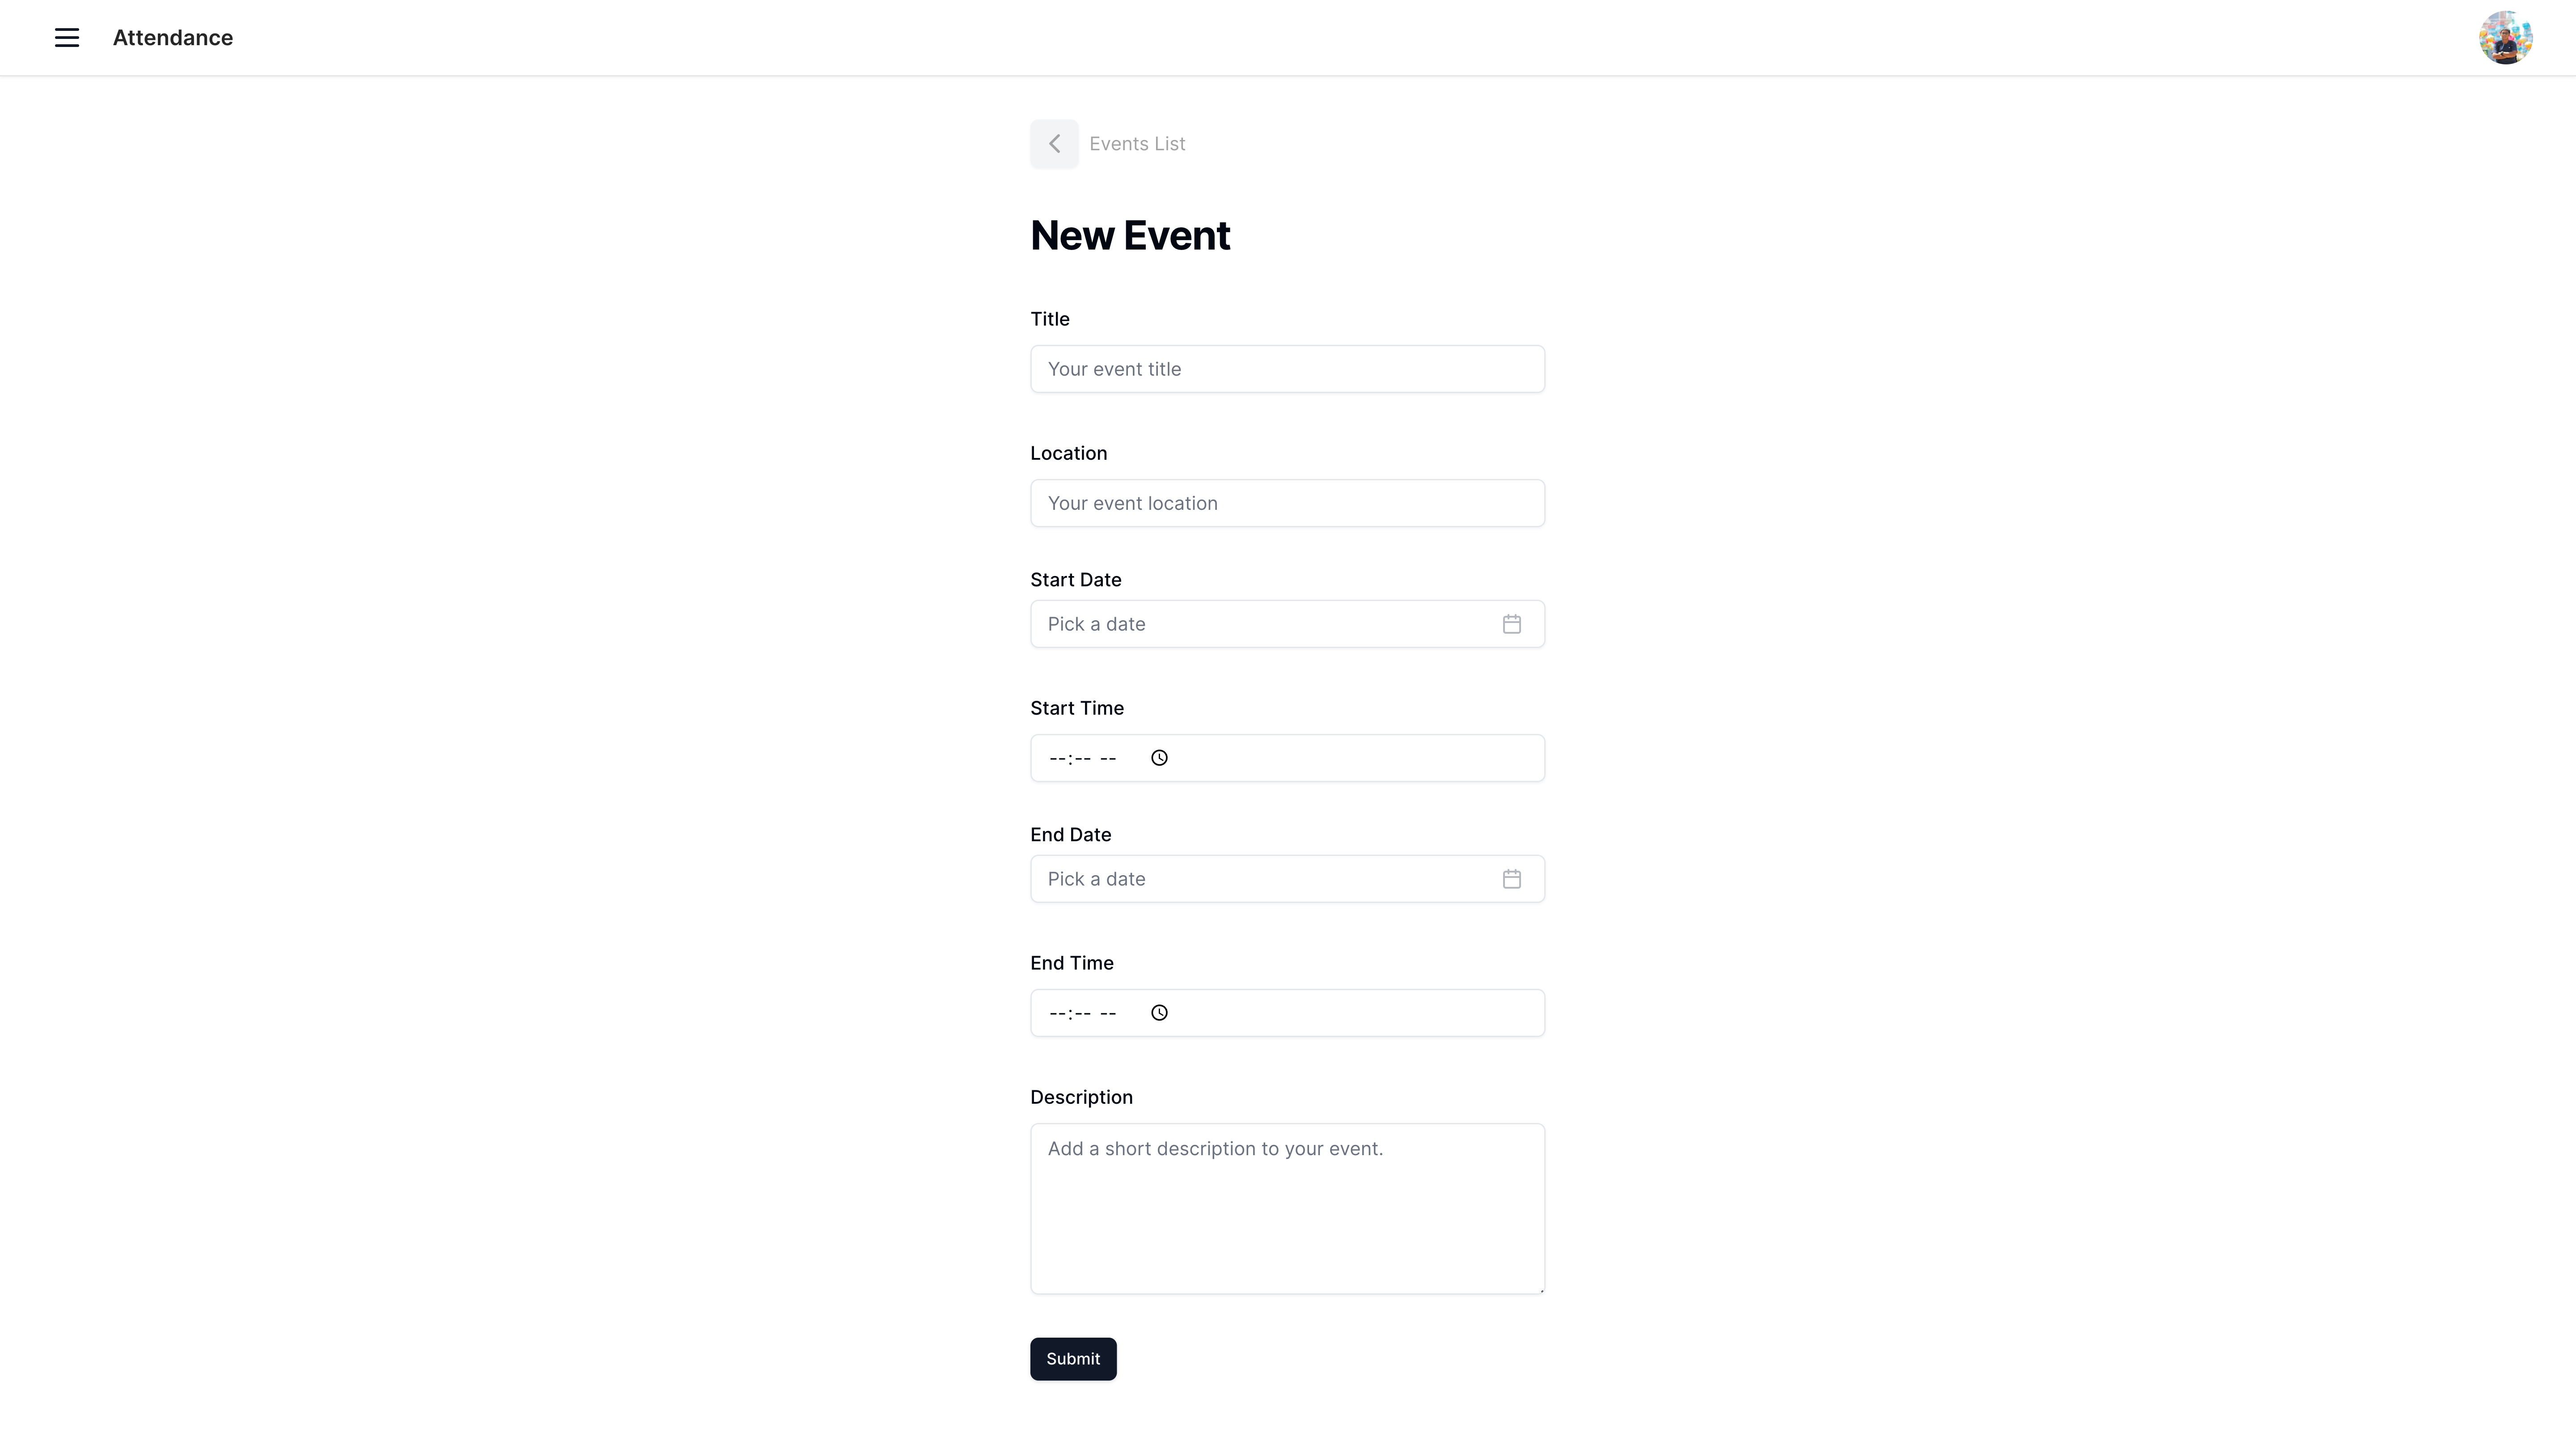 Attendance
Events List
New Event
Title
Your event title
Location
Your event location
Start Date
Pick a date
Start Time
--:-- --
End Date
Pick a date
End Time
--:-- --
Description
Add a short description to your event.
Submit